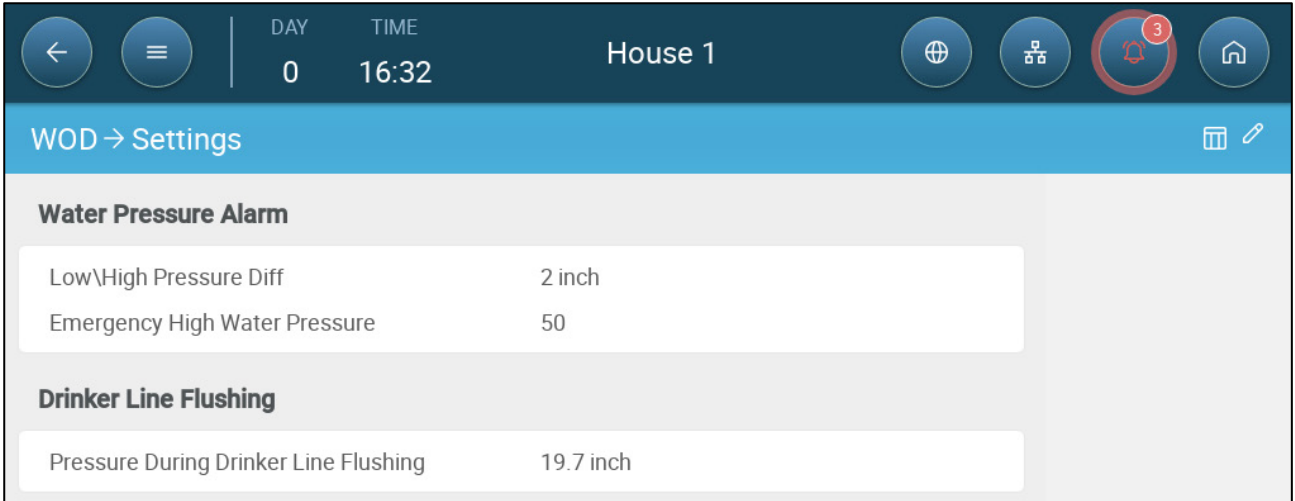 DAY TIME
0 16:32
House 1
3
WOD → Settings
Water Pressure Alarm
Low\High Pressure Diff 2 inch
Emergency High Water Pressure 50
Drinker Line Flushing
Pressure During Drinker Line Flushing 19.7 inch